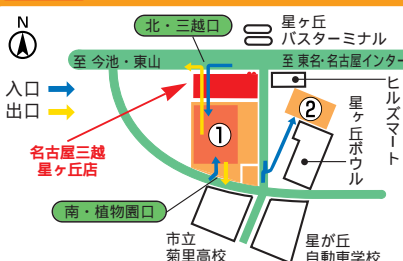 N
北・三越口
星ヶ丘
バスターミナル
至 今池・東山
至 東名・名古屋インター
入口
出口
①
②
ヒルズマート
星ヶ丘ボウル
名古屋三越
星ヶ丘店
南・植物園口
市立
菊里高校
星が丘
自動車学校